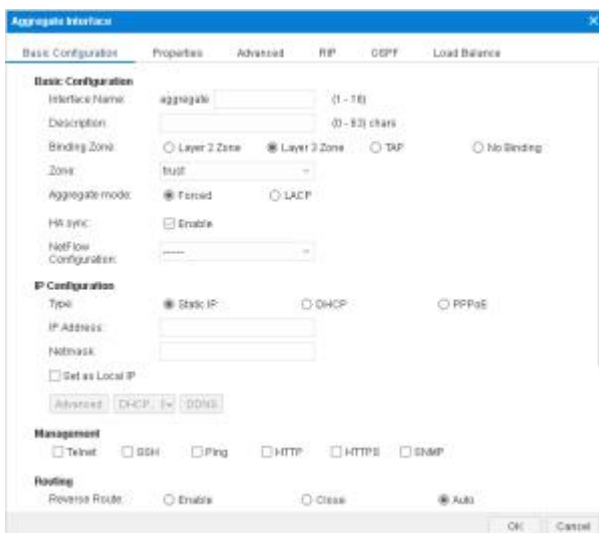 Aggregate Interface
Basic Configuration Properties Advanced RIP OSPF Load Balance
Basic Configuration
Interface Name: aggregate (1 - 16)
Description: (0 - 63) chars
Binding Zone: Layer 2 Zone Layer 3 Zone TAP No Binding
Zone: trust
Aggregate mode: Forced LACP
HA sync: Enable
NetFlow Configuration: ------
IP Configuration
Type: Static IP DHCP PPPoE
IP Address:
Netmask:
Set as Local IP
Advanced DHCP DDNS
Management
Telnet SSH Ping HTTP HTTPS SNMP
Routing
Reverse Route: Enable Close Auto
OK Cancel